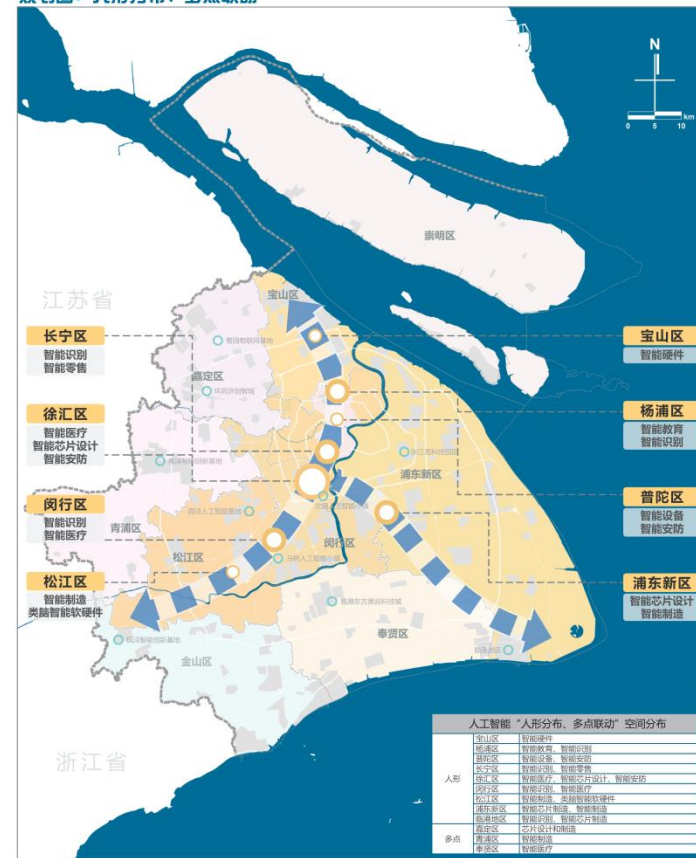 N
0 5 10 km
崇明区
江苏省
宝山区
嘉定区
长宁区
智能识别
智能零售
宝山区
智能硬件
徐汇区
智能医疗
智能芯片设计
智能安防
杨浦区
智能教育
智能识别
浦东新区
闵行区
智能识别
智能医疗
普陀区
智能设备
智能安防
青浦区
松江区
闵行区
马桥人工智能小镇
松江区
智能制造
类脑智能软硬件
浦东新区
智能芯片设计
智能制造
奉贤区
金山区
浙江省
人工智能“人形分布、多点联动”空间分布
人形
宝山区 智能硬件
杨浦区 智能教育、智能识别
普陀区 智能设备、智能安防
长宁区 智能识别、智能零售
徐汇区 智能医疗、智能芯片设计、智能安防
闵行区 智能识别、智能医疗
松江区 智能制造、类脑智能软硬件
浦东新区 智能芯片制造、智能制造
临港地区 智能识别、智能芯片制造
多点
嘉定区 芯片设计和制造
青浦区 智能制造
奉贤区 智能医疗